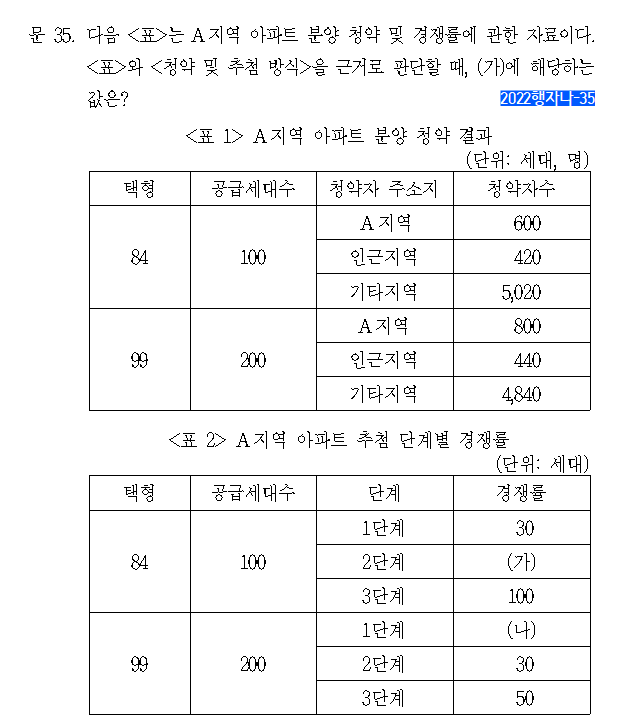 문 35. 다음 <표>는 A지역 아파트 분양 청약 및 경쟁률에 관한 자료이다.
<표>와 <청약 및 추첨 방식>을 근거로 판단할 때, (가)에 해당하는
값은?
2022행자나-35
<표 1> A지역 아파트 분양 청약 결과
(단위: 세대, 명)
택형 공급세대수 청약자 주소지 청약자수
84 100 A지역 600
인근지역 420
기타지역 5,020
99 200 A지역 800
인근지역 440
기타지역 4,840
<표 2> A지역 아파트 추첨 단계별 경쟁률
(단위: 세대)
택형 공급세대수 단계 경쟁률
84 100 1단계 30
2단계 (가)
3단계 100
99 200 1단계 (나)
2단계 30
3단계 50